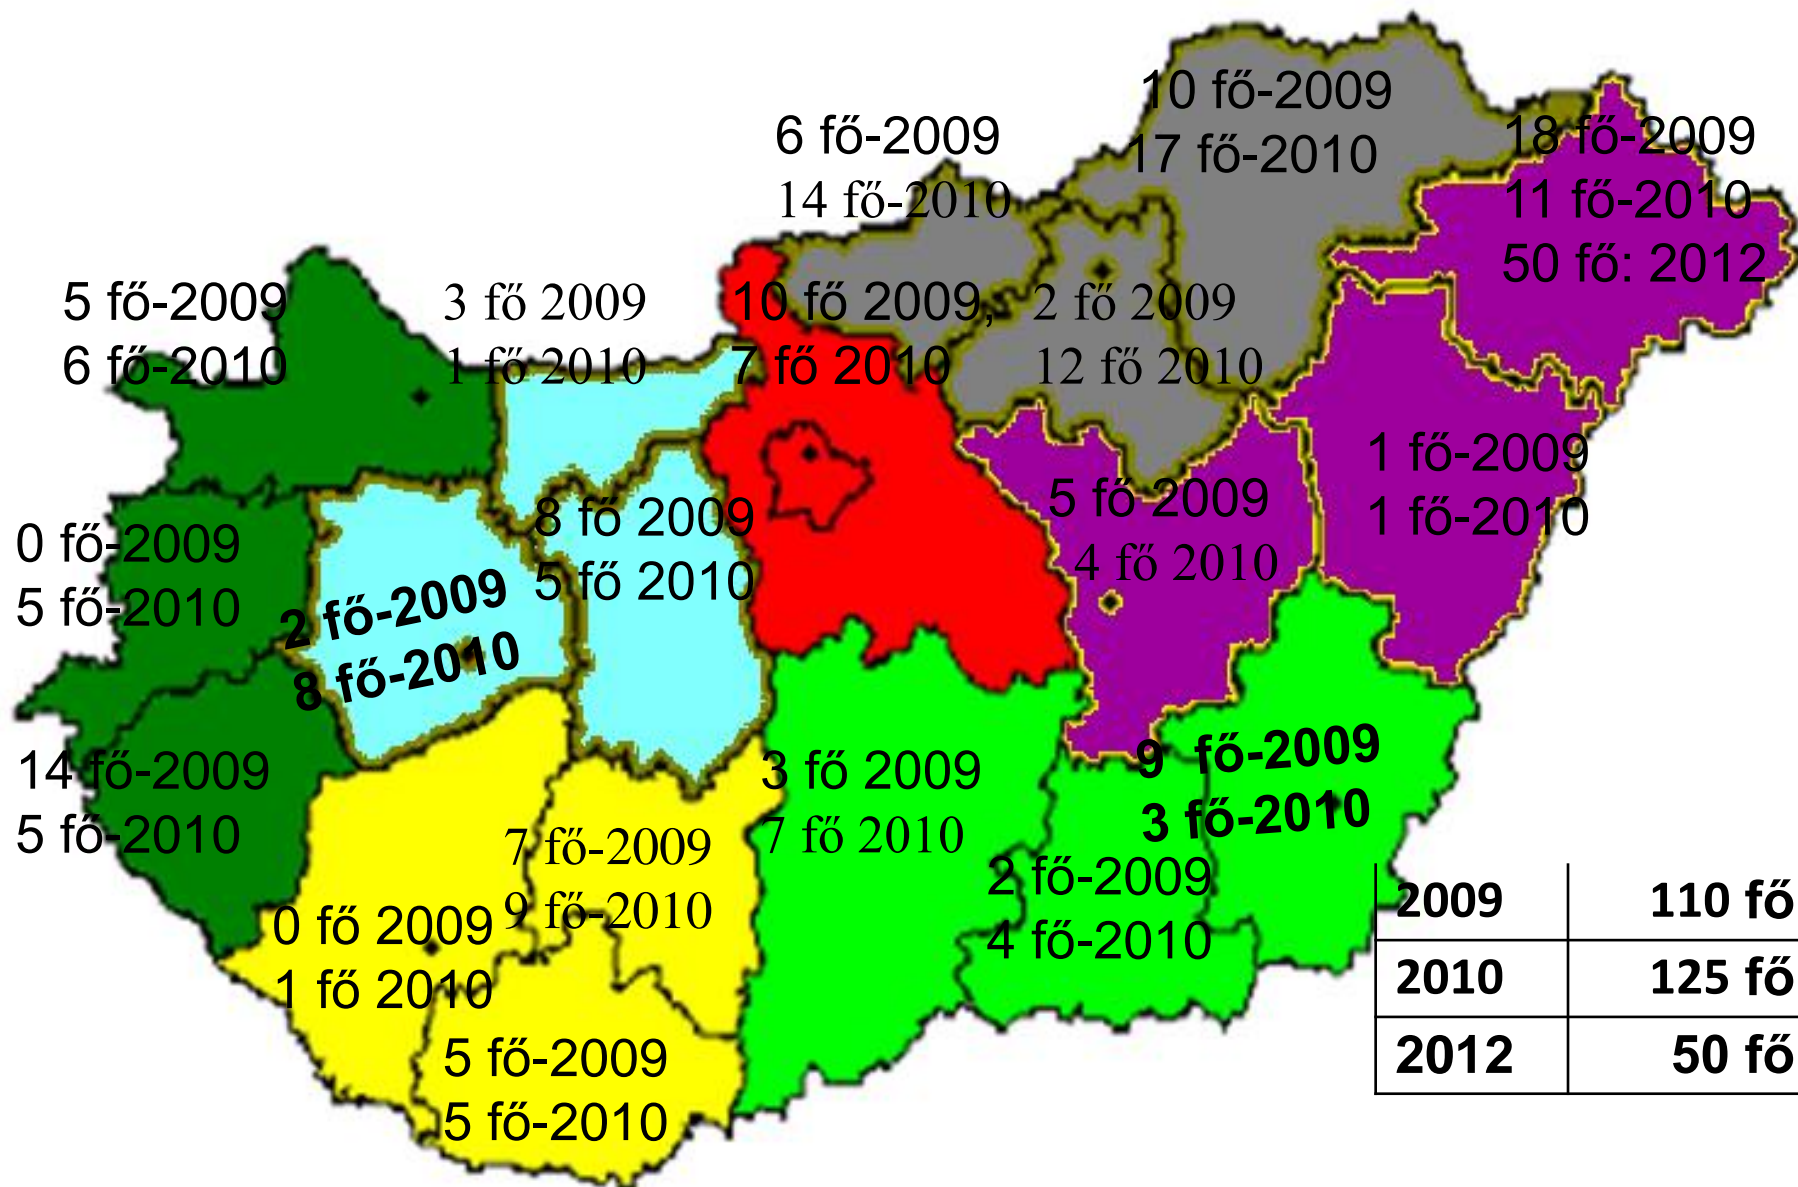 10 fő-2009
17 fő-2010
6 fő-2009
14 fő-2010
18 fő-2009
11 fő-2010
50 fő: 2012
5 fő-2009
6 fő-2010
3 fő 2009
1 fő 2010
10 fő 2009,
7 fő 2010
2 fő 2009
12 fő 2010
1 fő-2009
1 fő-2010
5 fő 2009
4 fő 2010
8 fő 2009
5 fő 2010
0 fő-2009
5 fő-2010
2 fő-2009
8 fő-2010
14 fő-2009
5 fő-2010
3 fő 2009
7 fő 2010
9 fő-2009
3 fő-2010
7 fő-2009
9 fő-2010
2 fő-2009
4 fő-2010
0 fő 2009
1 fő 2010
5 fő-2009
5 fő-2010
2009 110 fő
2010 125 fő
2012 50 fő